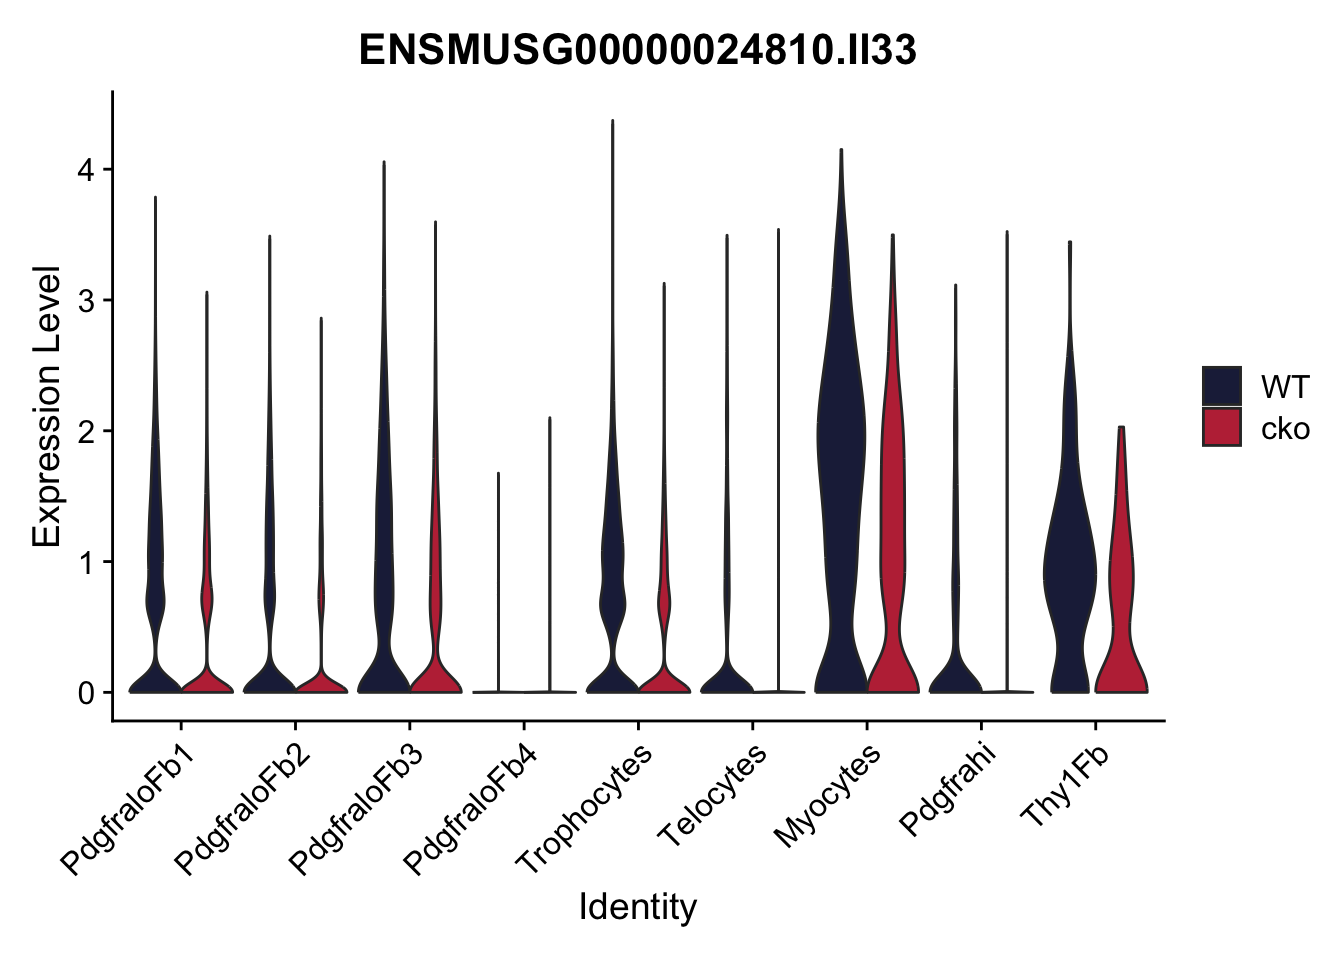 ENSMUSG00000024810.Il33
Expression Level
4
3
2
1
0
PdgfraloFb1
PdgfraloFb2
PdgfraloFb3
PdgfraloFb4
Trophocytes
Telocytes
Myocytes
Pdgfrahi
Thy1Fb
Identity
WT
cko